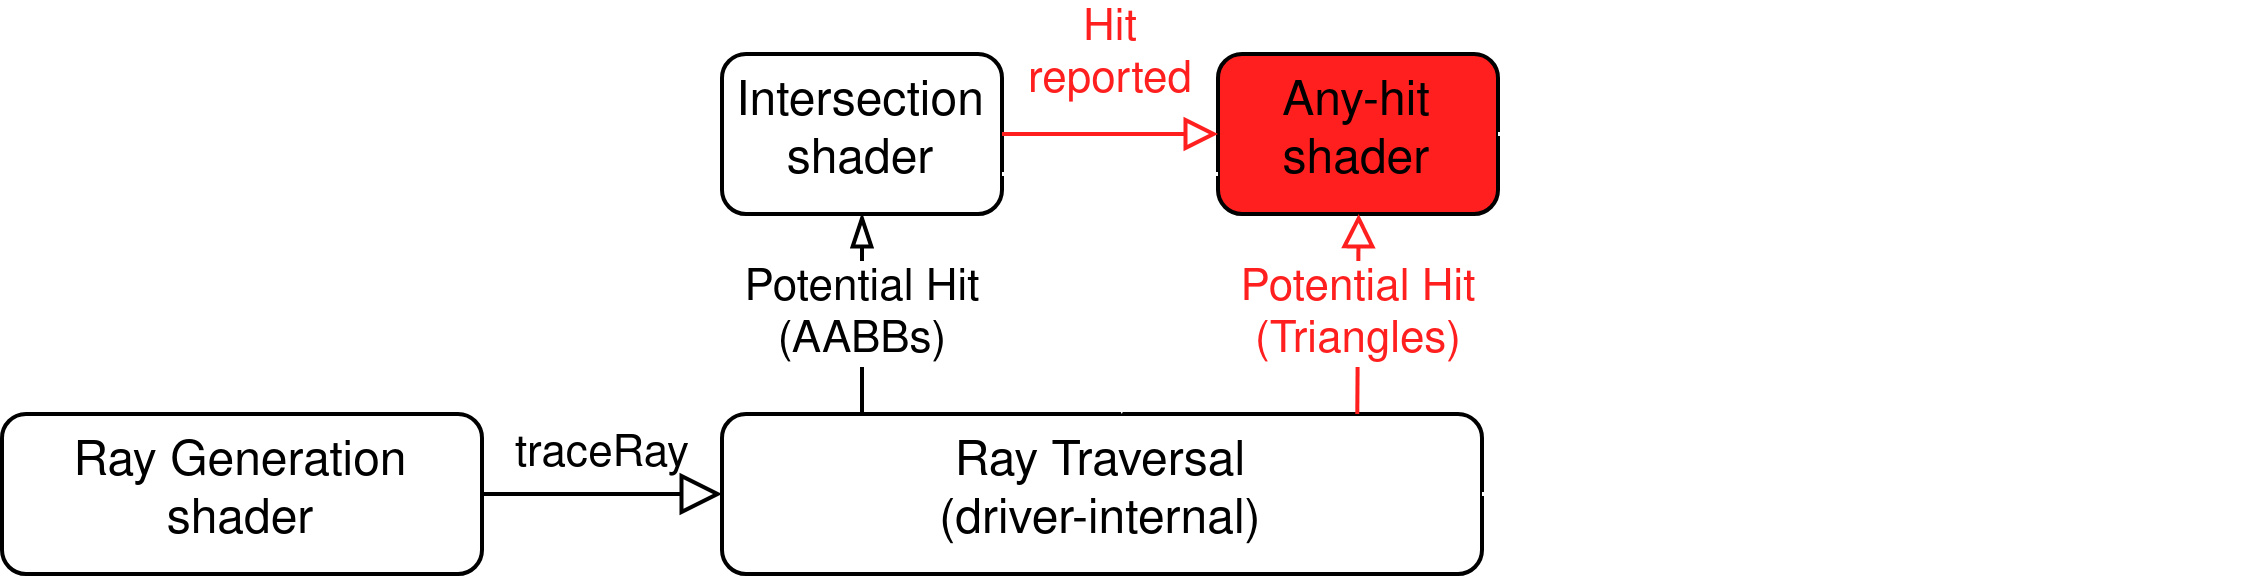 Hit
reported
Intersection
shader
Any-hit
shader
Potential Hit
(AABBs)
Potential Hit
(Triangles)
Ray Generation
shader
traceRay
Ray Traversal
(driver-internal)